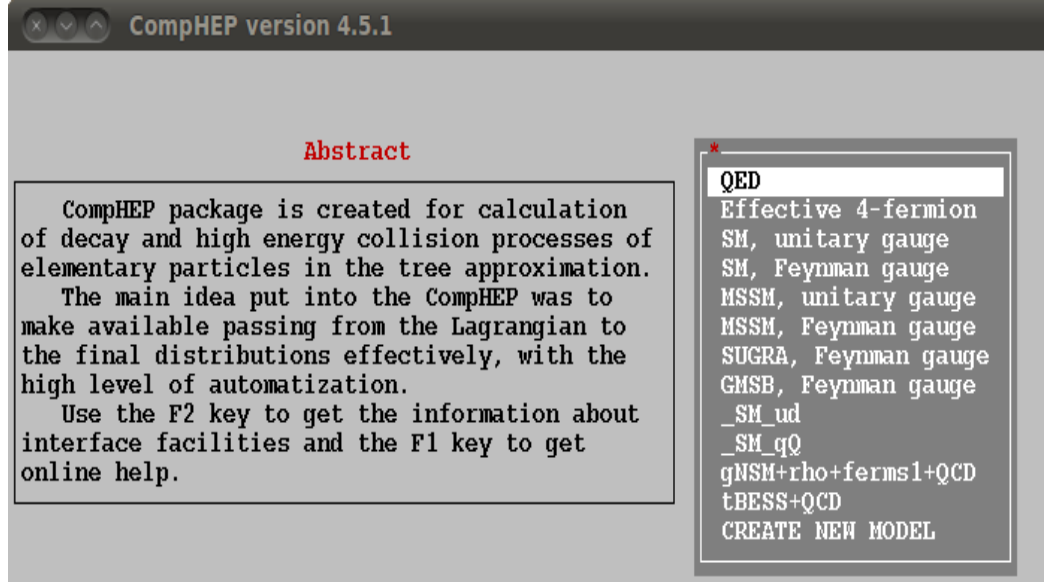 CompHEP version 4.5.1
Abstract
CompHEP package is created for calculation
of decay and high energy collision processes of
elementary particles in the tree approximation.
The main idea put into the CompHEP was to
make available passing from the Lagrangian to
the final distributions effectively, with the
high level of automatization.
Use the F2 key to get the information about
interface facilities and the F1 key to get
online help.
*
QED
Effective 4-fermion
SM, unitary gauge
SM, Feynman gauge
MSSM, unitary gauge
MSSM, Feynman gauge
SUGRA, Feynman gauge
GMSB, Feynman gauge
_SM_ud
_SM_qQ
gNSM+rho+ferms1+QCD
tBESS+QCD
CREATE NEW MODEL